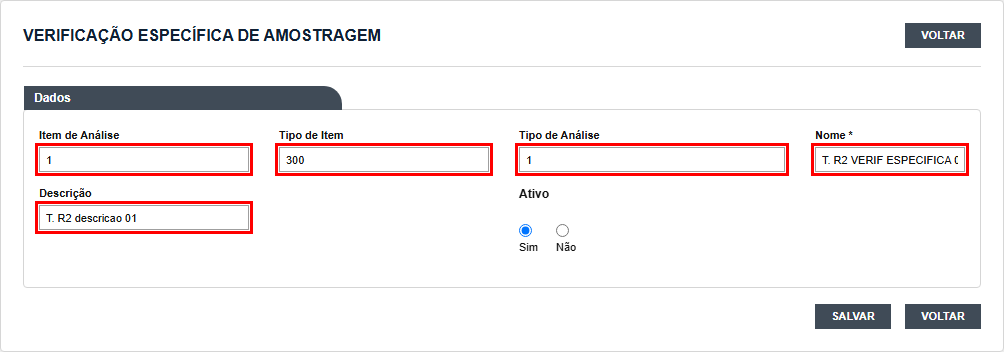 VERIFICAÇÃO ESPECÍFICA DE AMOSTRAGEM
VOLTAR
Dados
Item de Análise
Tipo de Item
Tipo de Análise
Nome *
1
300
1
T. R2 VERIF ESPECIFICA
Descrição
Ativo
T. R2 descricao 01
Sim
Não
SALVAR
VOLTAR